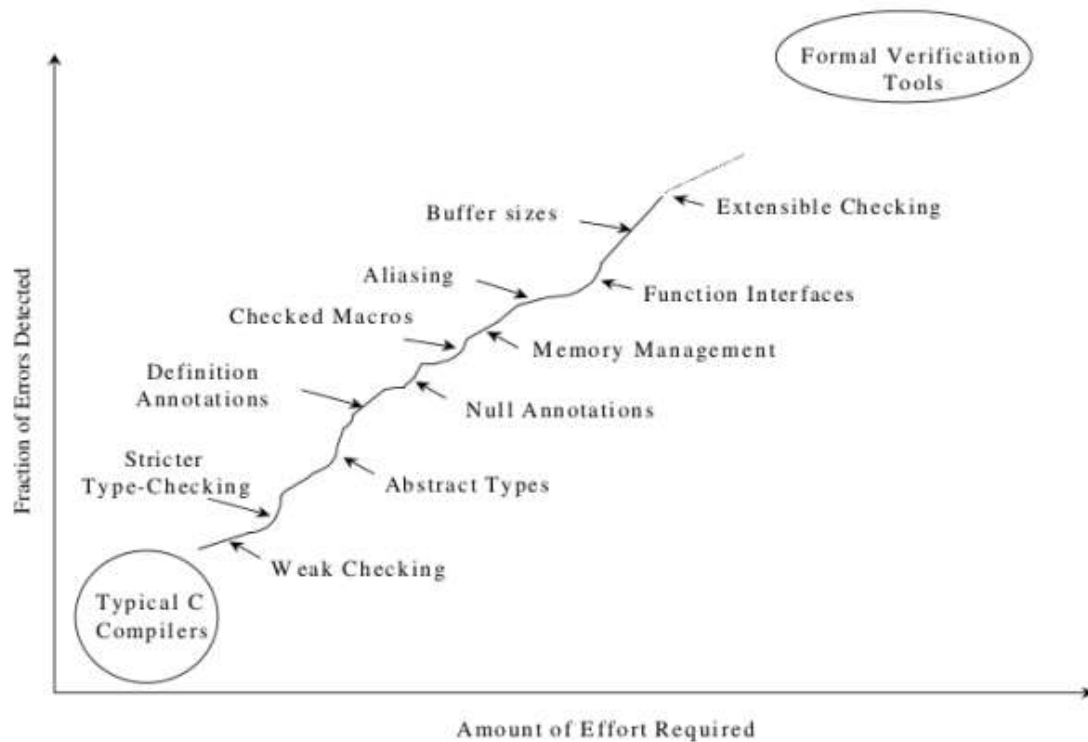 Formal Verification
Tools
Buffer sizes
Extensible Checking
Aliasing
Function Interfaces
Checked Macros
Memory Management
Definition
Annotations
Null Annotations
Stricter
Type-Checking
Abstract Types
Weak Checking
Typical C
Compilers
Fraction of Errors Detected
Amount of Effort Required